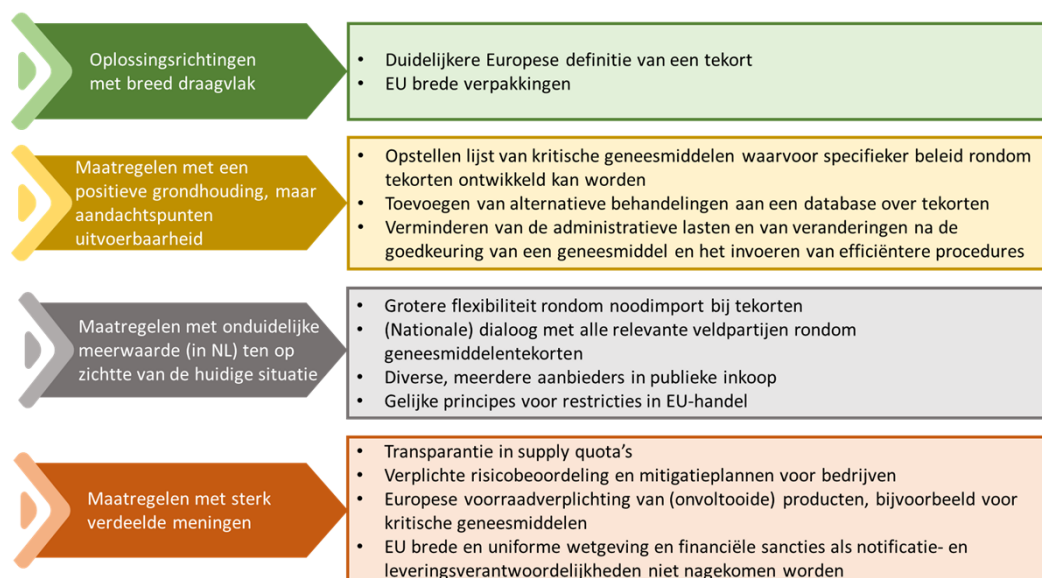 Oplossingsrichtingen
met breed draagvlak
• Duidelijkere Europese definitie van een tekort
• EU brede verpakkingen
Maatregelen met een
positieve grondhouding, maar
aandachtspunten
uitvoerbaarheid
• Opstellen lijst van kritische geneesmiddelen waarvoor specifieker beleid rondom
tekorten ontwikkeld kan worden
• Toevoegen van alternatieve behandelingen aan een database over tekorten
• Verminderen van de administratieve lasten en van veranderingen na de
goedkeuring van een geneesmiddel en het invoeren van efficiëntere procedures
Maatregelen met onduidelijke
meerwaarde (in NL) ten op
zichtte van de huidige situatie
• Grotere flexibiliteit rondom noodimport bij tekorten
• (Nationale) dialoog met alle relevante veldpartijen rondom
geneesmiddelentekorten
• Diverse, meerdere aanbieders in publieke inkoop
• Gelijke principes voor restricties in EU-handel
Maatregelen met sterk
verdeelde meningen
• Transparantie in supply quota's
• Verplichte risicobeoordeling en mitigatieplannen voor bedrijven
• Europese voorraadverplichting van (onvoltooide) producten, bijvoorbeeld voor
kritische geneesmiddelen
• EU brede en uniforme wetgeving en financiële sancties als notificatie- en
leveringsverantwoordelijkheden niet nagekomen worden